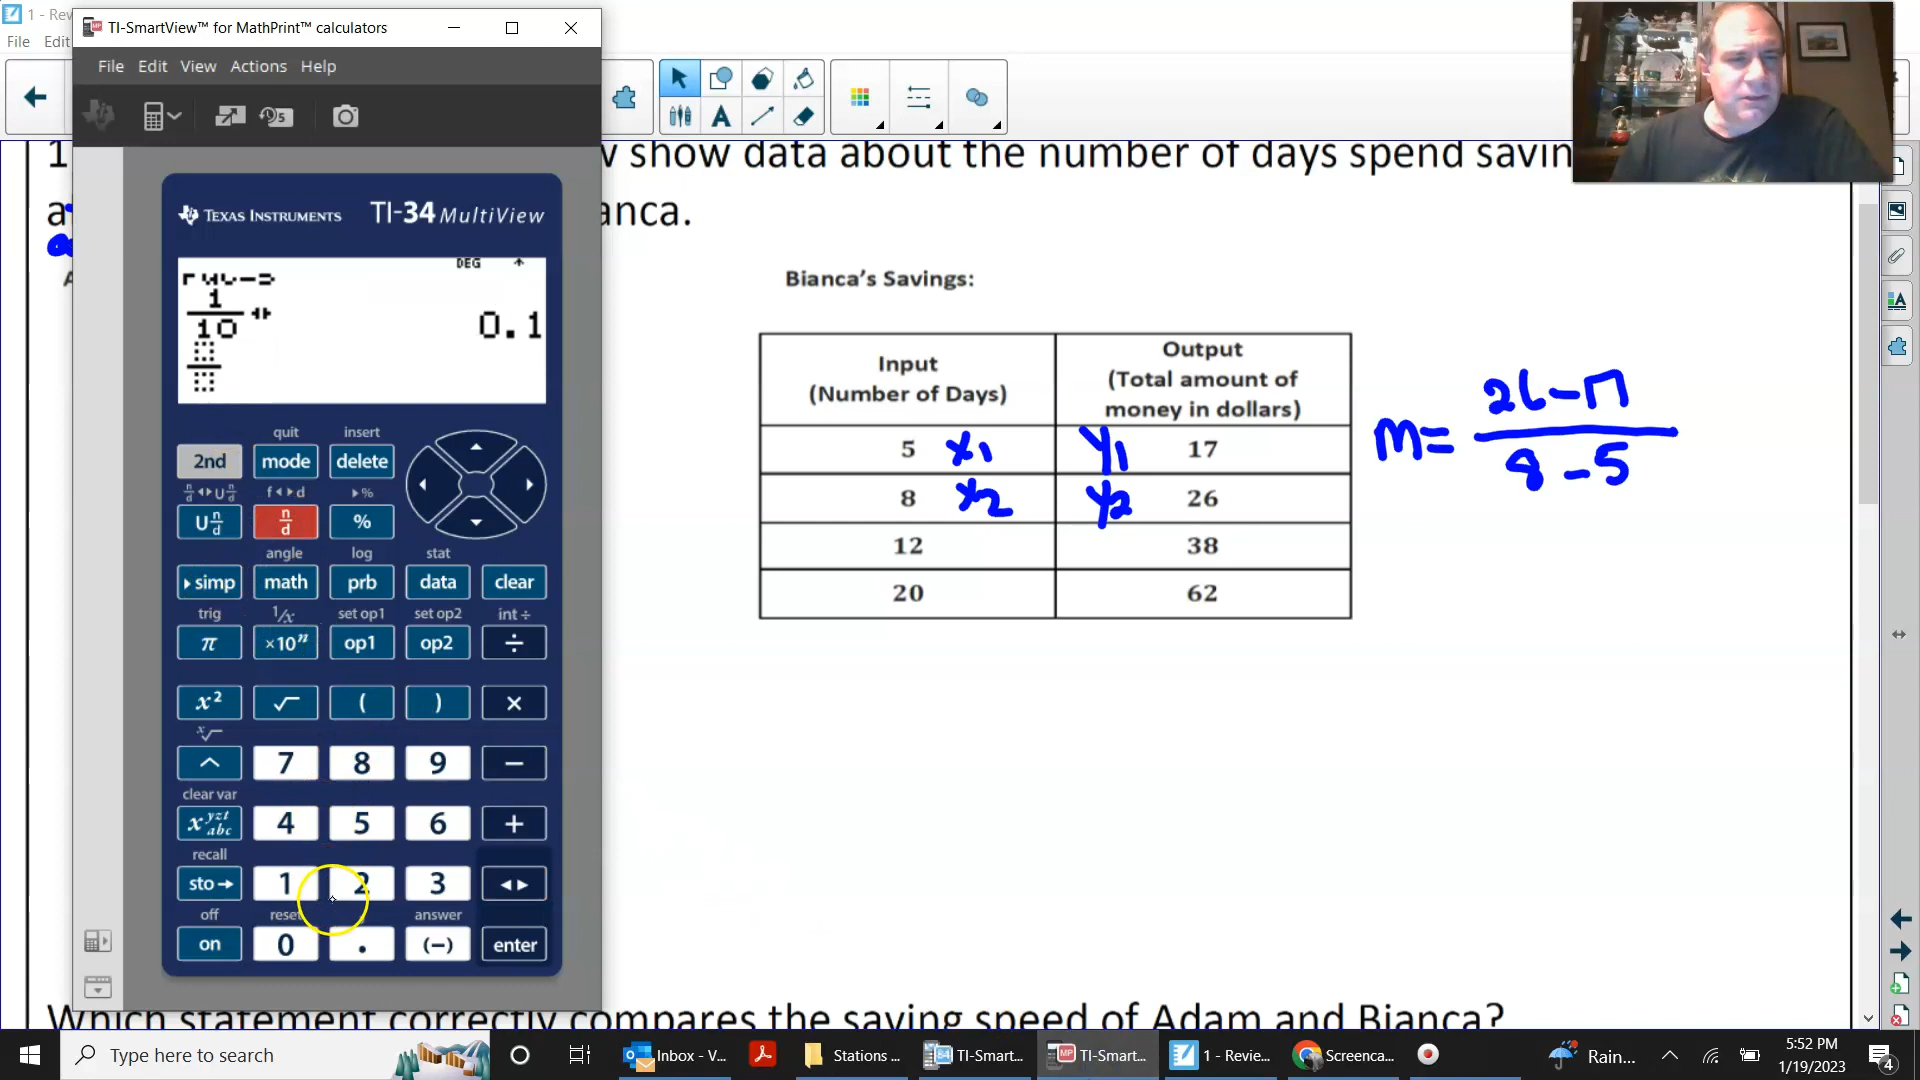 1 - Re
TI-SmartView™ for MathPrint™ calculators
File Edit
File Edit View Actions Help
1
v show data about the number of days spend savin
a
anca.
TEXAS INSTRUMENTS TI-34 MultiView
DEG
1
10
0.1
Bianca's Savings:
Input (Number of Days)
Output (Total amount of money in dollars)
5 x1 y1 17
8 x2 y2 26
12 38
20 62
m= 26-17
8-5
quit insert
2nd mode delete
n/d ◄► U n/d f◄►d ►%
U n/d n/d %
angle log stat
►simp math prb data clear
trig 1/x set op1 set op2 int ÷
π ×10ⁿ op1 op2 ÷
x² √ ( ) ×
ˣ√
^ 7 8 9 −
clear var
x yzt abc 4 5 6 +
recall
sto→ 1 2 3 ◄►
off reset answer
on 0 . (−) enter
Which statement correctly compares the saving speed of Adam and Bianca?
Type here to search
Inbox - V...
Stations ...
TI-Smart...
TI-Smart...
1 - Revie...
Screenca...
Rain...
5:52 PM
1/19/2023
4